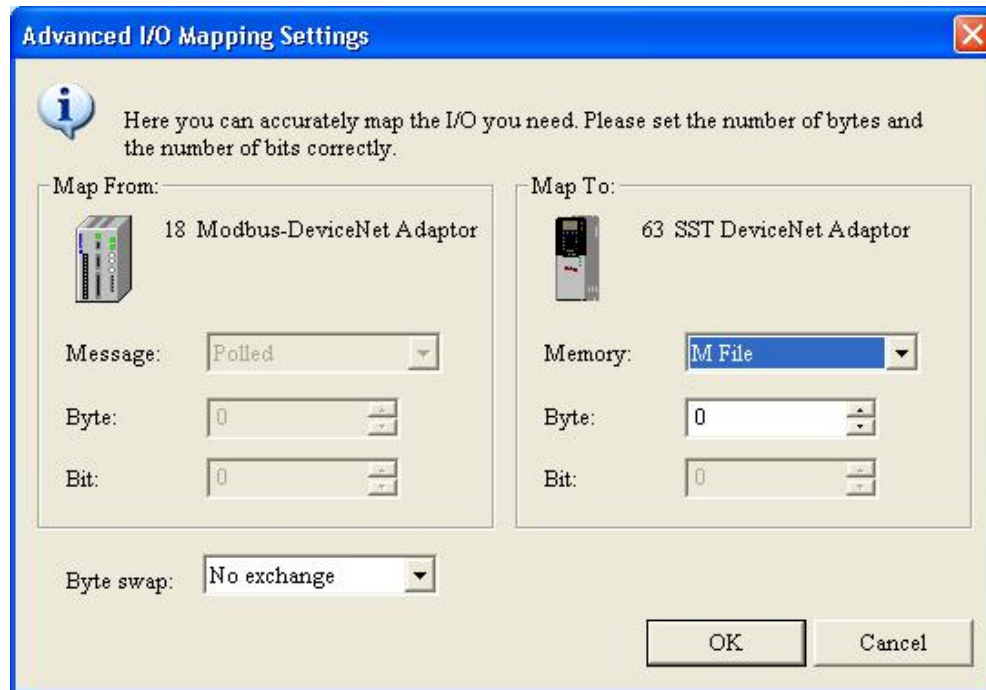 Advanced I/O Mapping Settings
Here you can accurately map the I/O you need. Please set the number of bytes and
the number of bits correctly.
Map From:
18 Modbus-DeviceNet Adaptor
Message: Polled
Byte: 0
Bit: 0
Map To:
63 SST DeviceNet Adaptor
Memory: M File
Byte: 0
Bit: 0
Byte swap: No exchange
OK Cancel